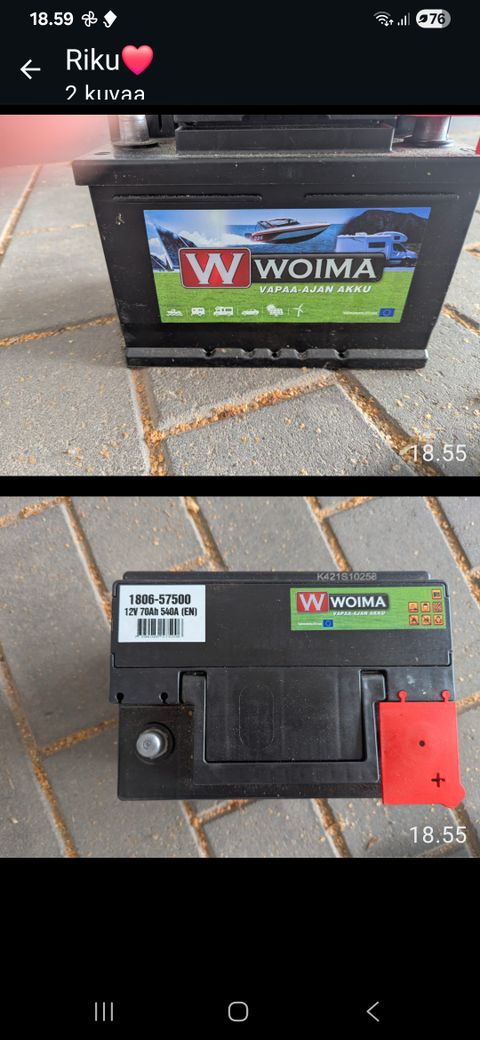 18.59
76
Riku❤️
2 kuvaa
W WOIMA
VAPAA-AJAN AKKU
18.55
K421S10258
1806-57500
12V 70Ah 540A (EN)
W WOIMA
VAPAA-AJAN AKKU
+
18.55